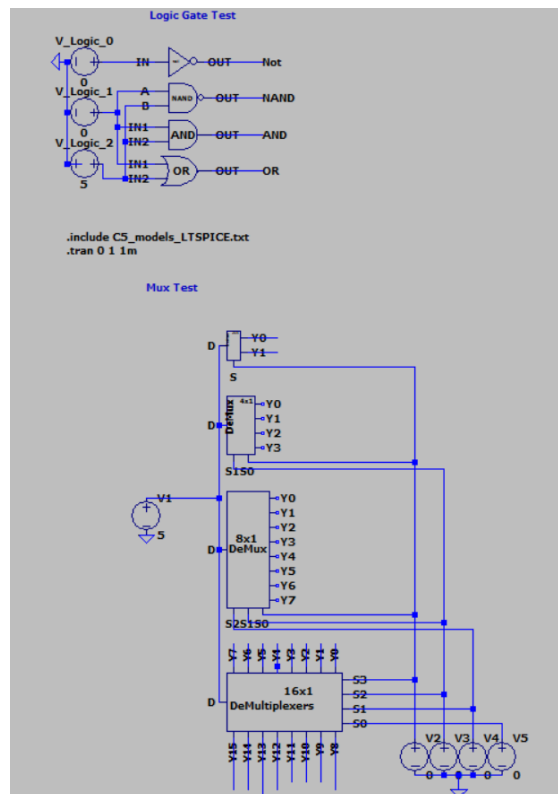 Logic Gate Test
V_Logic_0
IN OUT Not
0
V_Logic_1
A
B NAND OUT NAND
0
IN1
IN2 AND OUT AND
V_Logic_2
IN1
IN2 OR OUT OR
5
.include C5_models_LTSPICE.txt
.tran 0 1 1m
Mux Test
D Y0
Y1
S
4x1
DeMux
D
Y0
Y1
Y2
Y3
S1S0
V1
5
8x1
DeMux
D
Y0
Y1
Y2
Y3
Y4
Y5
Y6
Y7
S2S1S0
Y7 Y6 Y5 Y4 Y3 Y2 Y1 Y0
16x1
DeMultiplexers
D
S3
S2
S1
S0
Y15 Y14 Y13 Y12 Y11 Y10 Y9 Y8
V2 V3 V4 V5
0 0 0 0